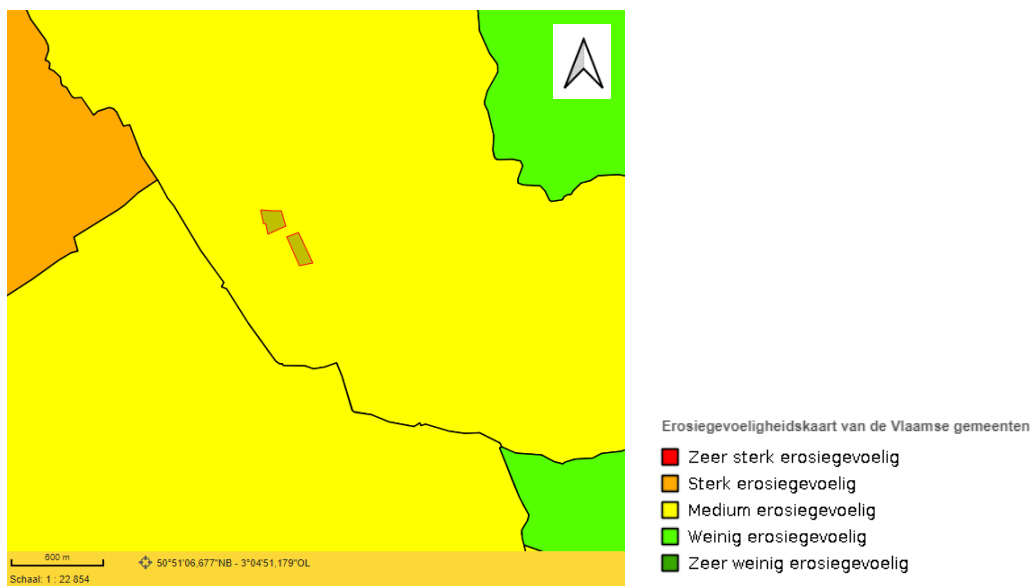 Erosiegevoeligheidskaart van de Vlaamse gemeenten
Zeer sterk erosiegevoelig
Sterk erosiegevoelig
Medium erosiegevoelig
Weinig erosiegevoelig
Zeer weinig erosiegevoelig
600 m
50°51'06,677"NB - 3°04'51,179"OL
Schaal: 1 : 22 854